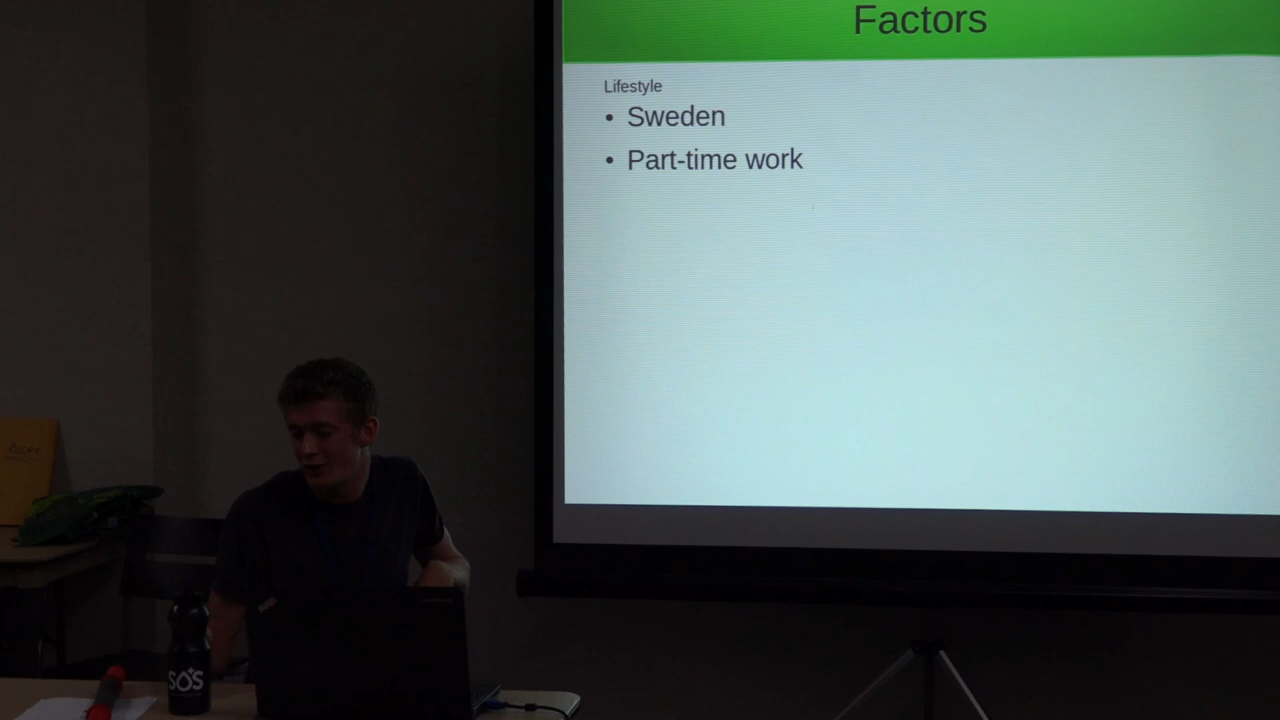 Factors
Lifestyle
• Sweden
• Part-time work
SOS